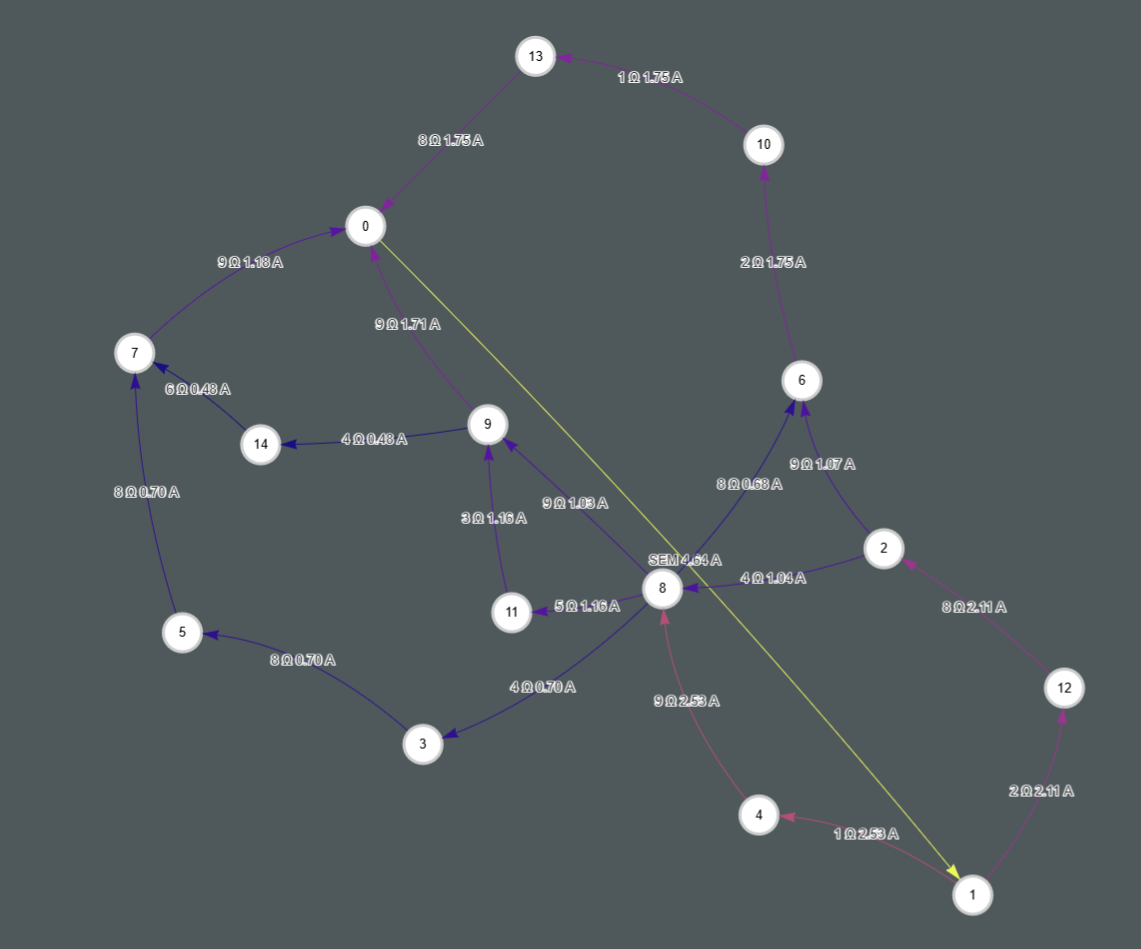 13
1 Ω 1.75 A
8 Ω 1.75 A
10
0
9 Ω 1.18 A
2 Ω 1.75 A
9 Ω 1.71 A
7
6
6 Ω 0.48 A
9
14
4 Ω 0.48 A
9 Ω 1.07 A
8 Ω 0.68 A
8 Ω 0.70 A
9 Ω 1.03 A
3 Ω 1.16 A
2
SEM 4.64 A
4 Ω 1.04 A
8
5 Ω 1.16 A
11
8 Ω 2.11 A
5
8 Ω 0.70 A
4 Ω 0.70 A
12
9 Ω 2.53 A
3
2 Ω 2.11 A
4
1 Ω 2.53 A
1